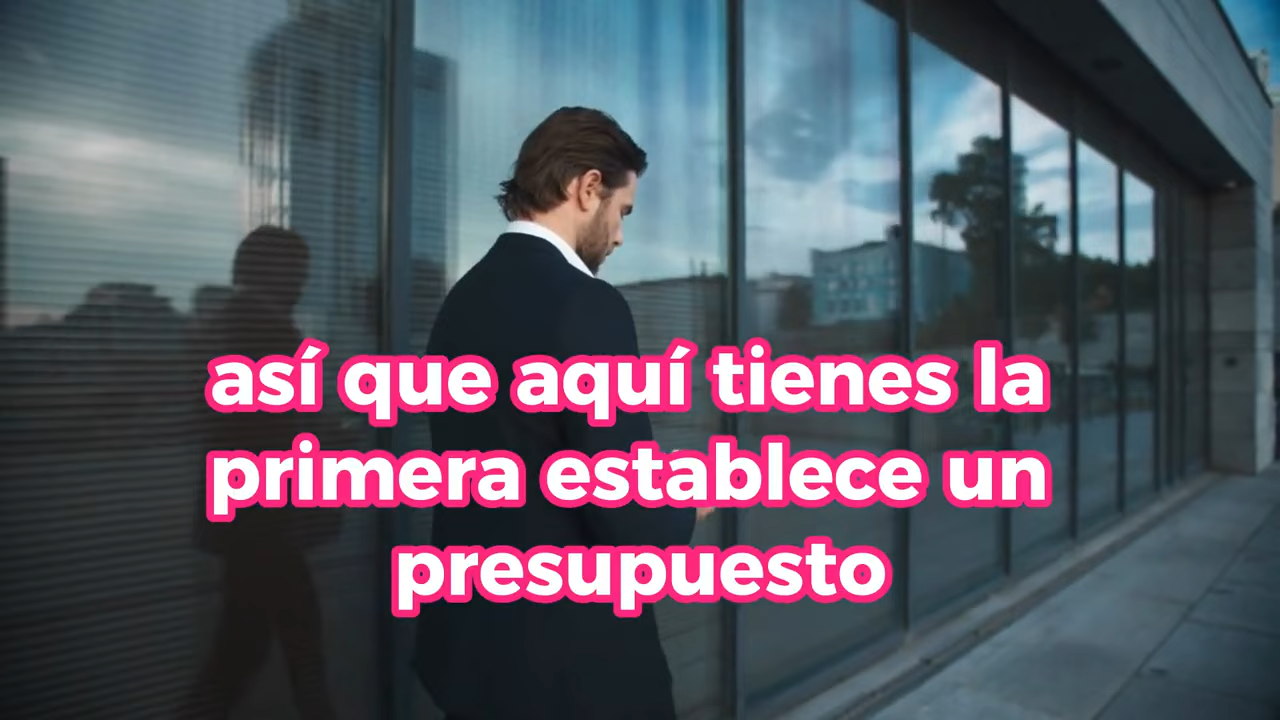 así que aquí tienes la
primera establece un
presupuesto